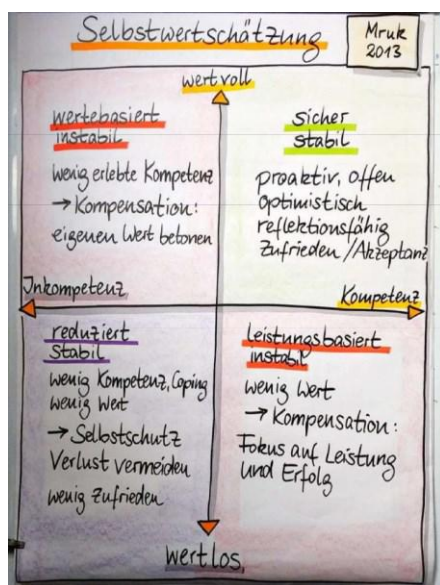 Selbstwertschätzung
Mruk
2013
wertvoll
wertebasiert
instabil
wenig erlebte Kompetenz
→ Kompensation:
eigenen Wert betonen
sicher
stabil
proaktiv, offen
optimistisch
reflektionsfähig
Zufrieden / Akzeptanz
Inkompetenz
Kompetenz
reduziert
stabil
wenig Kompetenz, Coping
wenig Wert
→ Selbstschutz
Verlust vermeiden
wenig zufrieden
Leistungsbasiert
instabil
wenig Wert
→ Kompensation:
Fokus auf Leistung
und Erfolg
wertlos